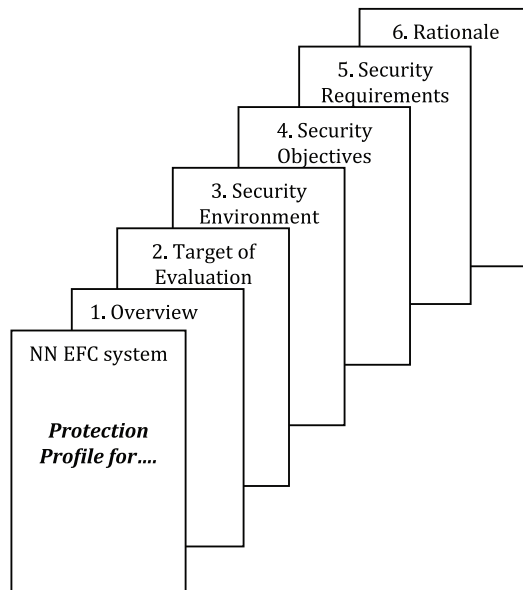 6. Rationale
5. Security
Requirements
4. Security
Objectives
3. Security
Environment
2. Target of
Evaluation
1. Overview
NN EFC system
Protection
Profile for....